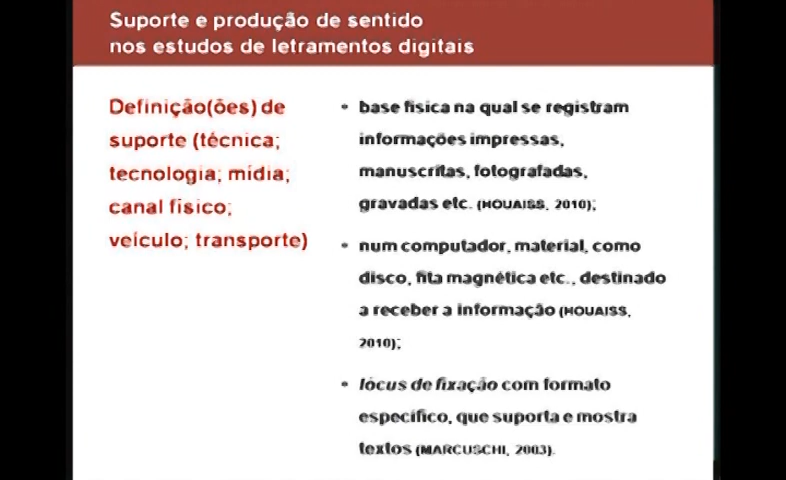 Suporte e produção de sentido
nos estudos de letramentos digitais
Definição(ões) de
suporte (técnica;
tecnologia; mídia;
canal físico;
veículo; transporte)
• base física na qual se registram
informações impressas,
manuscritas, fotografadas,
gravadas etc. (HOUAISS, 2010);
• num computador, material, como
disco, fita magnética etc., destinado
a receber a informação (HOUAISS,
2010);
• lócus de fixação com formato
específico, que suporta e mostra
textos (MARCUSCHI, 2003).